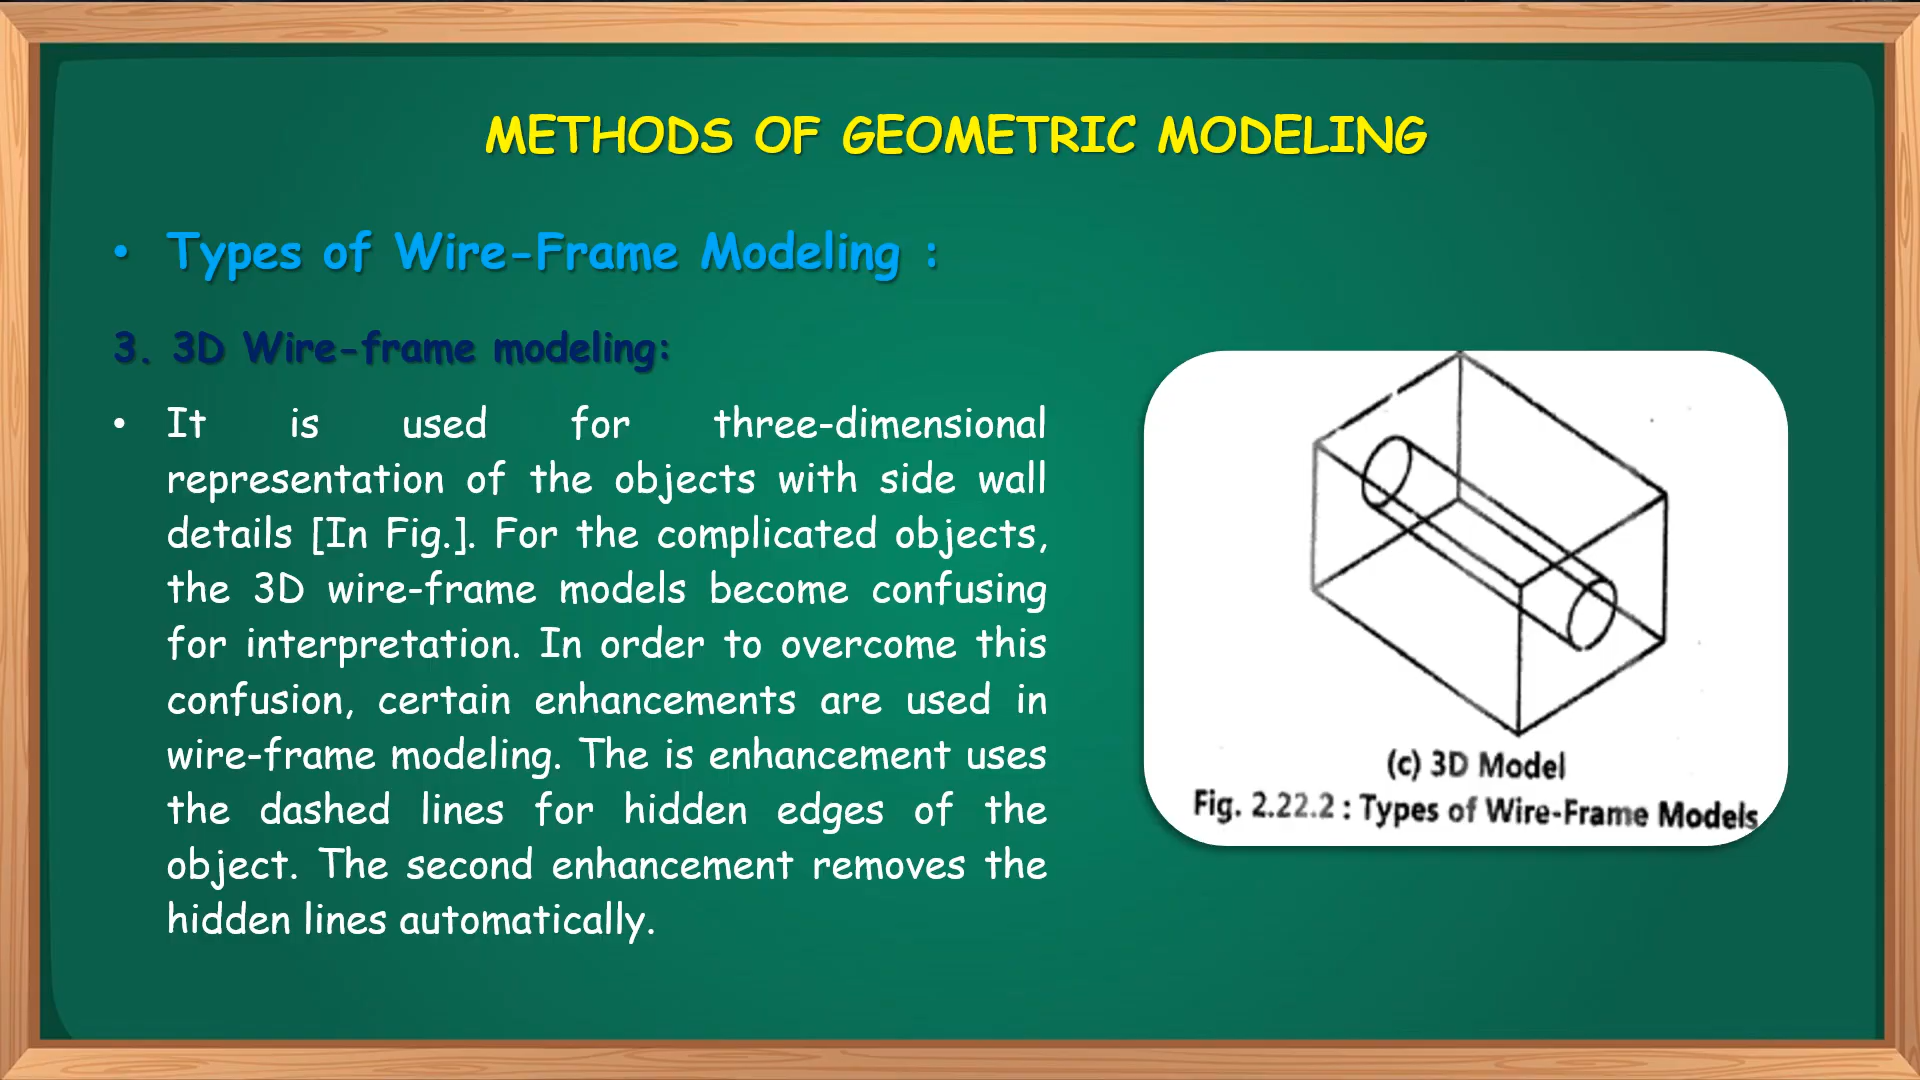 METHODS OF GEOMETRIC MODELING
• Types of Wire-Frame Modeling :
3. 3D Wire-frame modeling:
• It is used for three-dimensional
representation of the objects with side wall
details [In Fig.]. For the complicated objects,
the 3D wire-frame models become confusing
for interpretation. In order to overcome this
confusion, certain enhancements are used in
wire-frame modeling. The is enhancement uses
the dashed lines for hidden edges of the
object. The second enhancement removes the
hidden lines automatically.
(c) 3D Model
Fig. 2.22.2 : Types of Wire-Frame Models